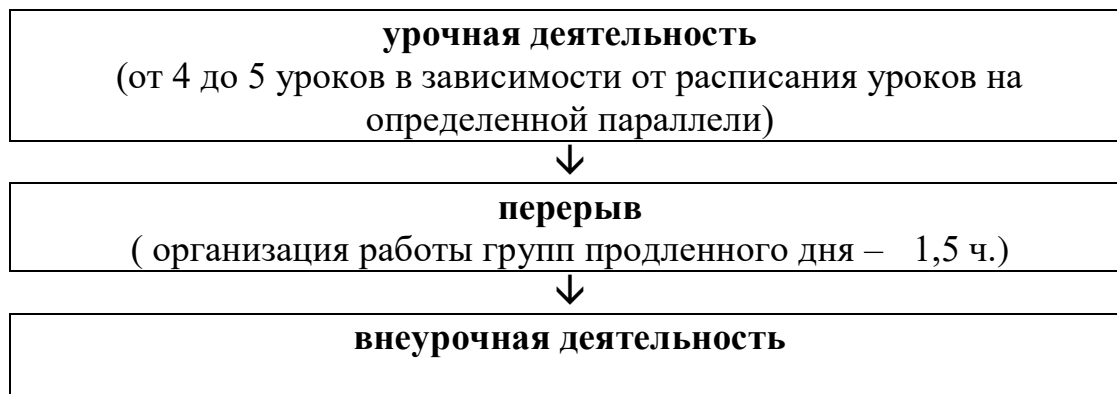 урочная деятельность
(от 4 до 5 уроков в зависимости от расписания уроков на
определенной параллели)
↓
перерыв
( организация работы групп продленного дня – 1,5 ч.)
↓
внеурочная деятельность